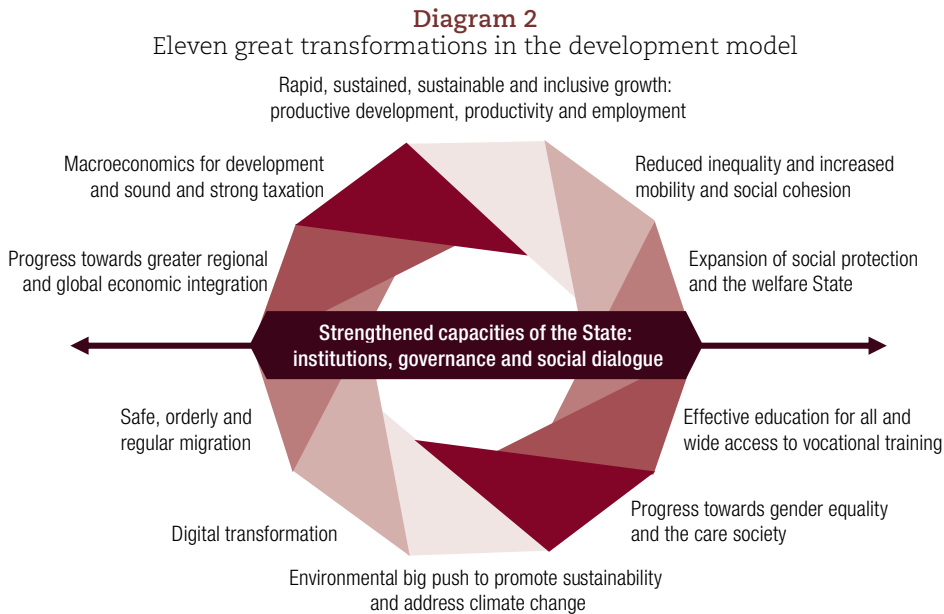 Diagram 2
Eleven great transformations in the development model
Rapid, sustained, sustainable and inclusive growth:
productive development, productivity and employment
Macroeconomics for development
and sound and strong taxation
Reduced inequality and increased
mobility and social cohesion
Progress towards greater regional
and global economic integration
Expansion of social protection
and the welfare State
Strengthened capacities of the State:
institutions, governance and social dialogue
Safe, orderly and
regular migration
Effective education for all and
wide access to vocational training
Digital transformation
Progress towards gender equality
and the care society
Environmental big push to promote sustainability
and address climate change